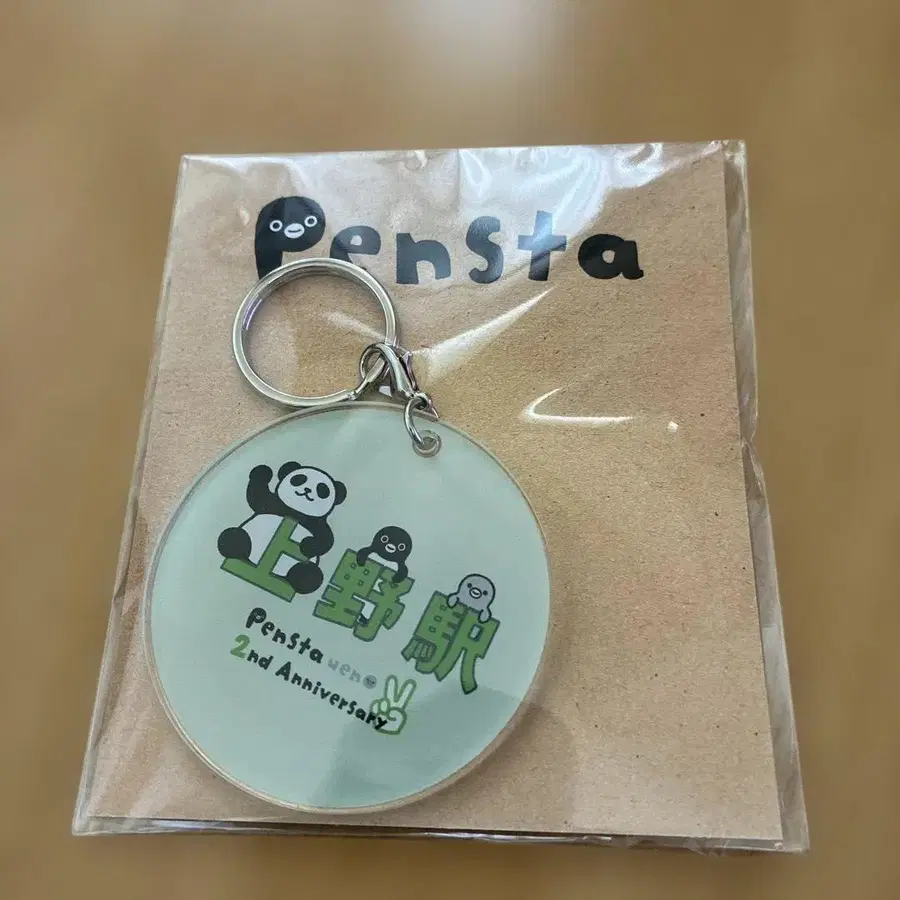 Pensta
上野駅
Pensta ueno
2nd Anniversary